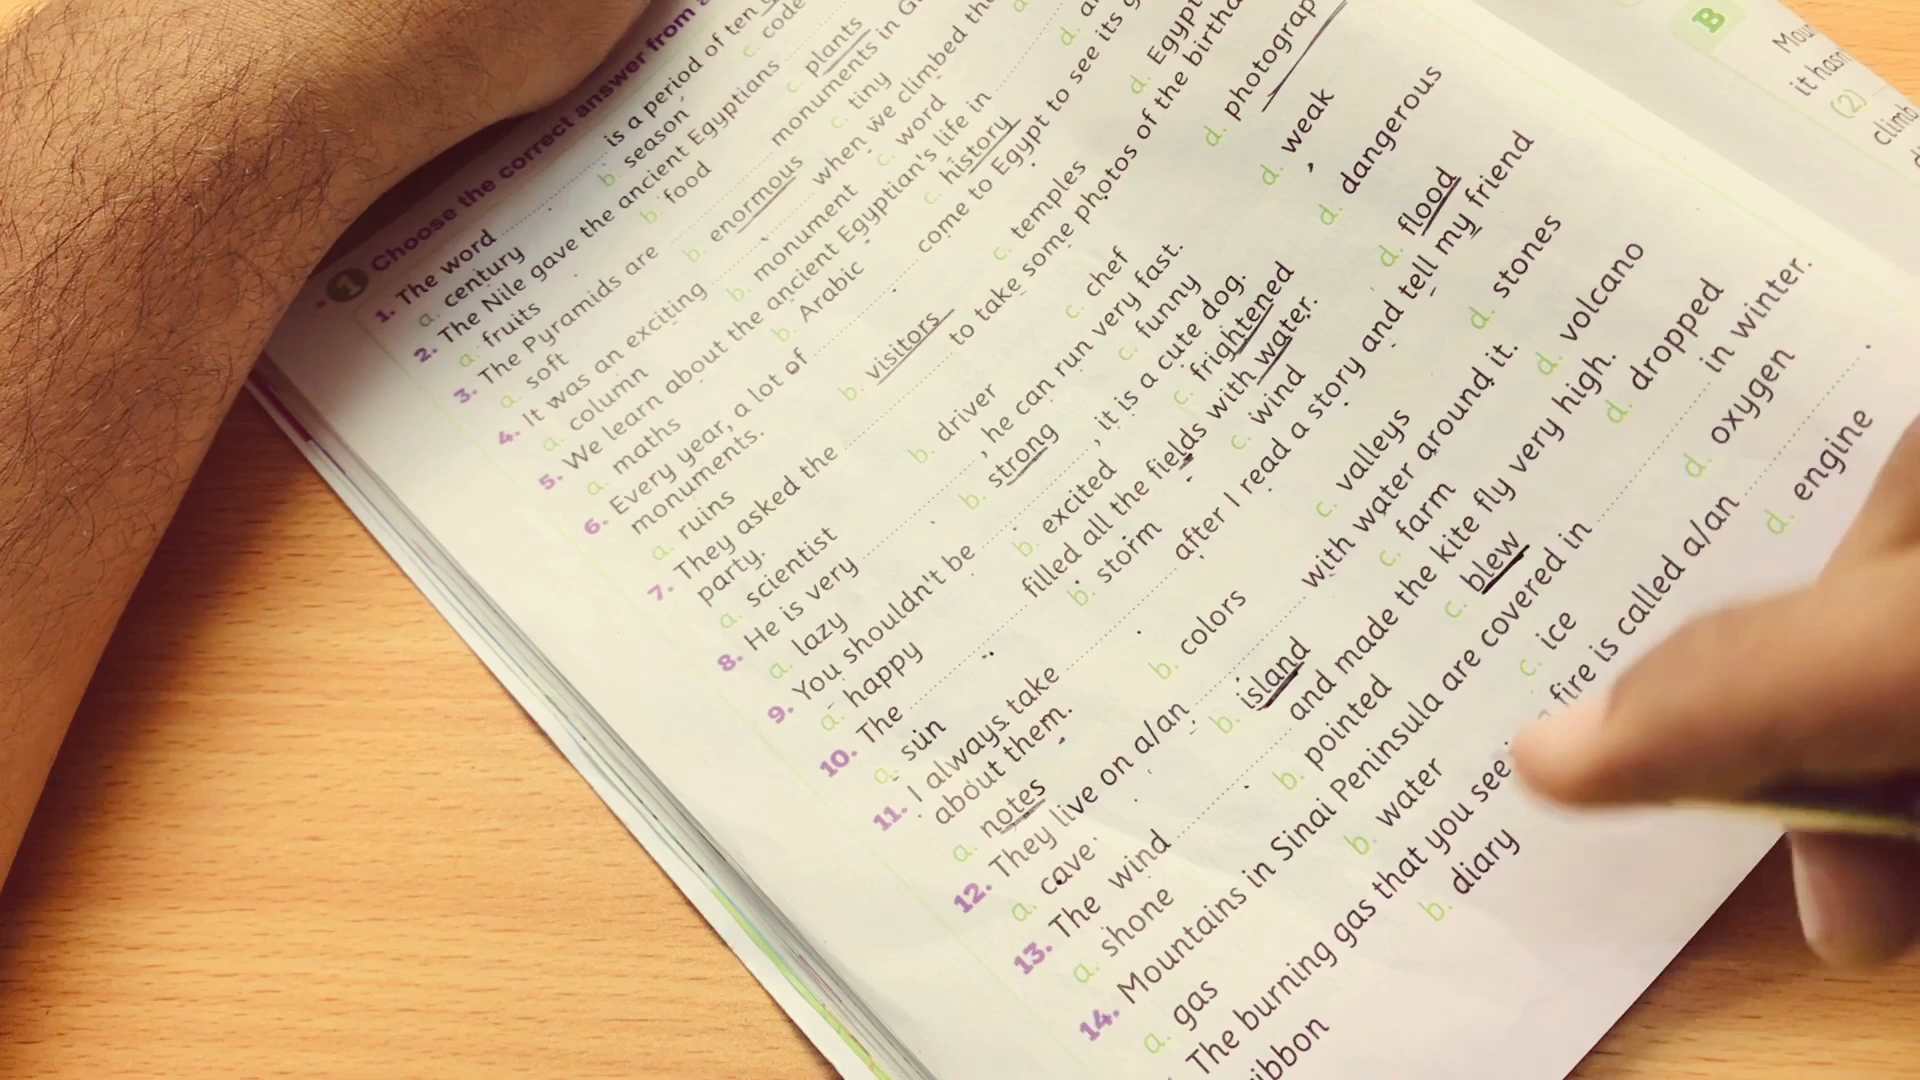 1 Choose the correct answer from
1. The word ............ is a period of ten
a. century b. season c. code
2. The Nile gave the ancient Egyptians
a. fruits b. food c. plants
3. The Pyramids are ............ monuments in
a. soft b. enormous c. tiny
4. It was an exciting ............ when we climbed
a. column b. monument c. word d.
5. We learn about the ancient Egyptian's life in ............
a. maths b. Arabic c. history d.
6. Every year, a lot of ............ come to Egypt to see its
monuments.
a. ruins b. visitors c. temples d.
7. They asked the ............ to take some photos of the
party.
a. scientist b. driver c. chef d.
8. He is very ............, he can run very fast.
a. lazy b. strong c. funny d. weak
9. You shouldn't be ............, it is a cute dog.
a. happy b. excited c. frightened d. dangerous
10. The ............ filled all the fields with water.
a. sun b. storm c. wind d. flood
11. I always take ............ after I read a story and tell my friend
about them.
a. notes b. colors c. valleys d. stones
12. They live on a/an ............ with water around it.
a. cave b. island c. farm d. volcano
13. The wind ............ and made the kite fly very high.
a. shone b. pointed c. blew d. dropped
14. Mountains in Sinai Peninsula are covered in ............ in winter.
a. gas b. water c. ice d. oxygen
The burning gas that you see fire is called a/an ............ .
b. diary d. engine
B
it
(2)
climb